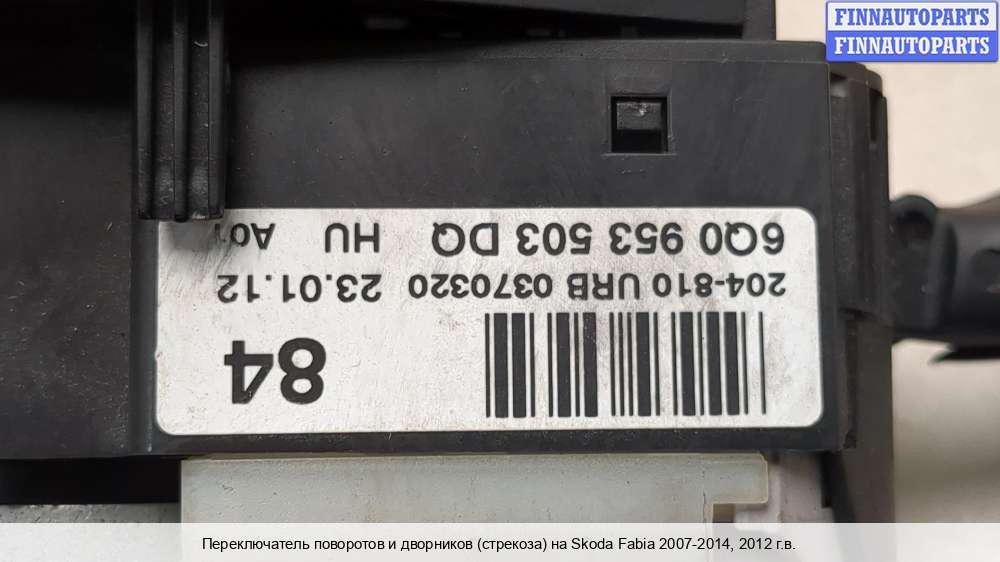 FINNAUTOPARTS
FINNAUTOPARTS
84
204-810 URB 0370320 23.01.12
6Q0 953 503 DQ HU A01
Переключатель поворотов и дворников (стрекоза) на Skoda Fabia 2007-2014, 2012 г.в.